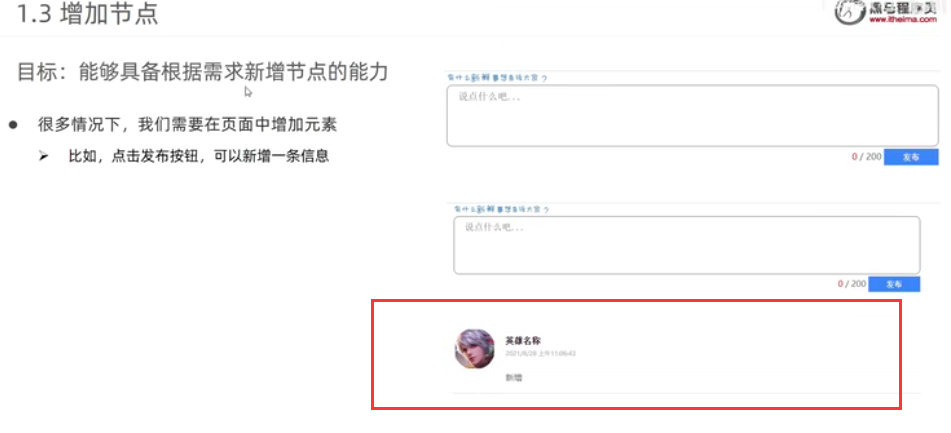 1.3 增加节点
黑马程序员
www.itheima.com
目标：能够具备根据需求新增节点的能力
● 很多情况下，我们需要在页面中增加元素
➢ 比如，点击发布按钮，可以新增一条信息
有什么新鲜事想告诉大家？
说点什么吧...
0 / 200 发布
有什么新鲜事想告诉大家？
说点什么吧...
0 / 200 发布
英雄名称
2021/6/28 上午11:06:43
新增